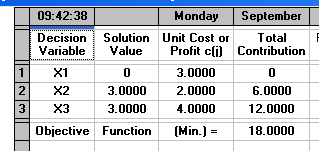 09:42:38 Monday September
Decision Variable Solution Value Unit Cost or Profit c(j) Total Contribution
1 X1 0 3.0000 0
2 X2 3.0000 2.0000 6.0000
3 X3 3.0000 4.0000 12.0000
Objective Function (Min.) = 18.0000